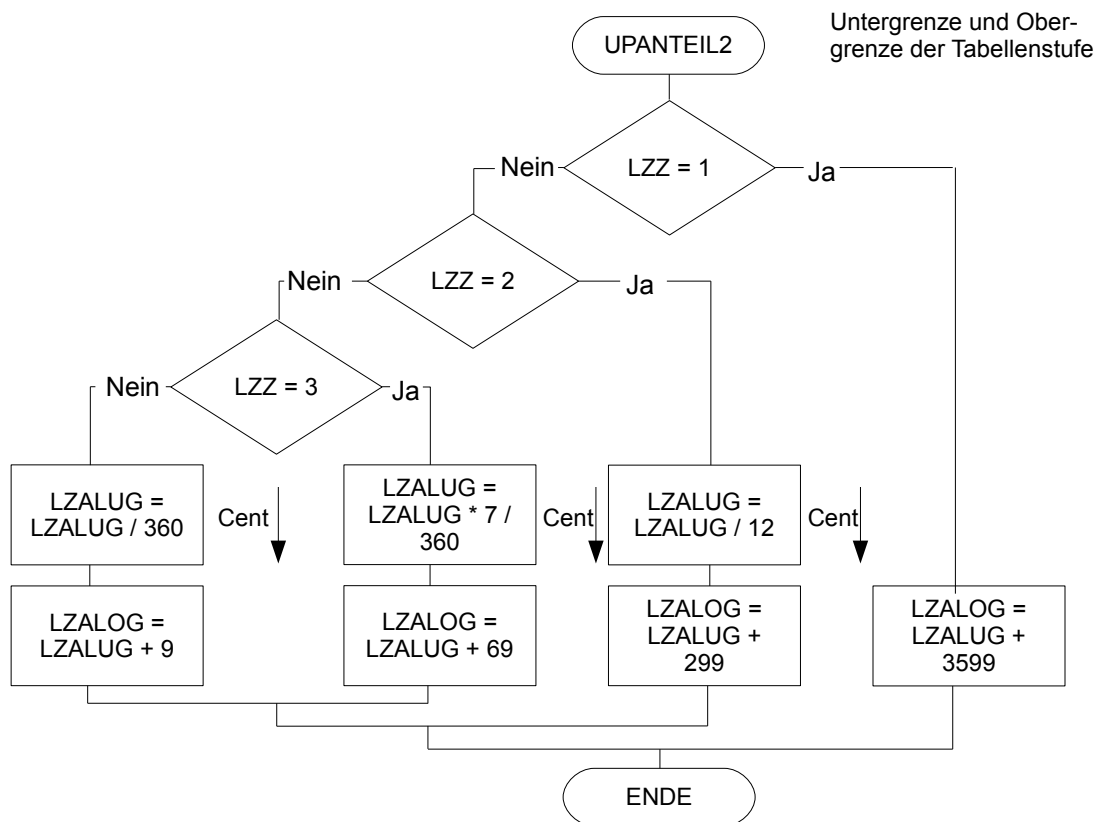 Untergrenze und Ober-
grenze der Tabellenstufe
UPANTEIL2
LZZ = 1
Nein
Ja
LZZ = 2
Nein
Ja
LZZ = 3
Nein
Ja
LZALUG =
LZALUG / 360
Cent
LZALUG =
LZALUG * 7 /
360
Cent
LZALUG =
LZALUG / 12
Cent
LZALOG =
LZALUG + 9
LZALOG =
LZALUG + 69
LZALOG =
LZALUG +
299
LZALOG =
LZALUG +
3599
ENDE